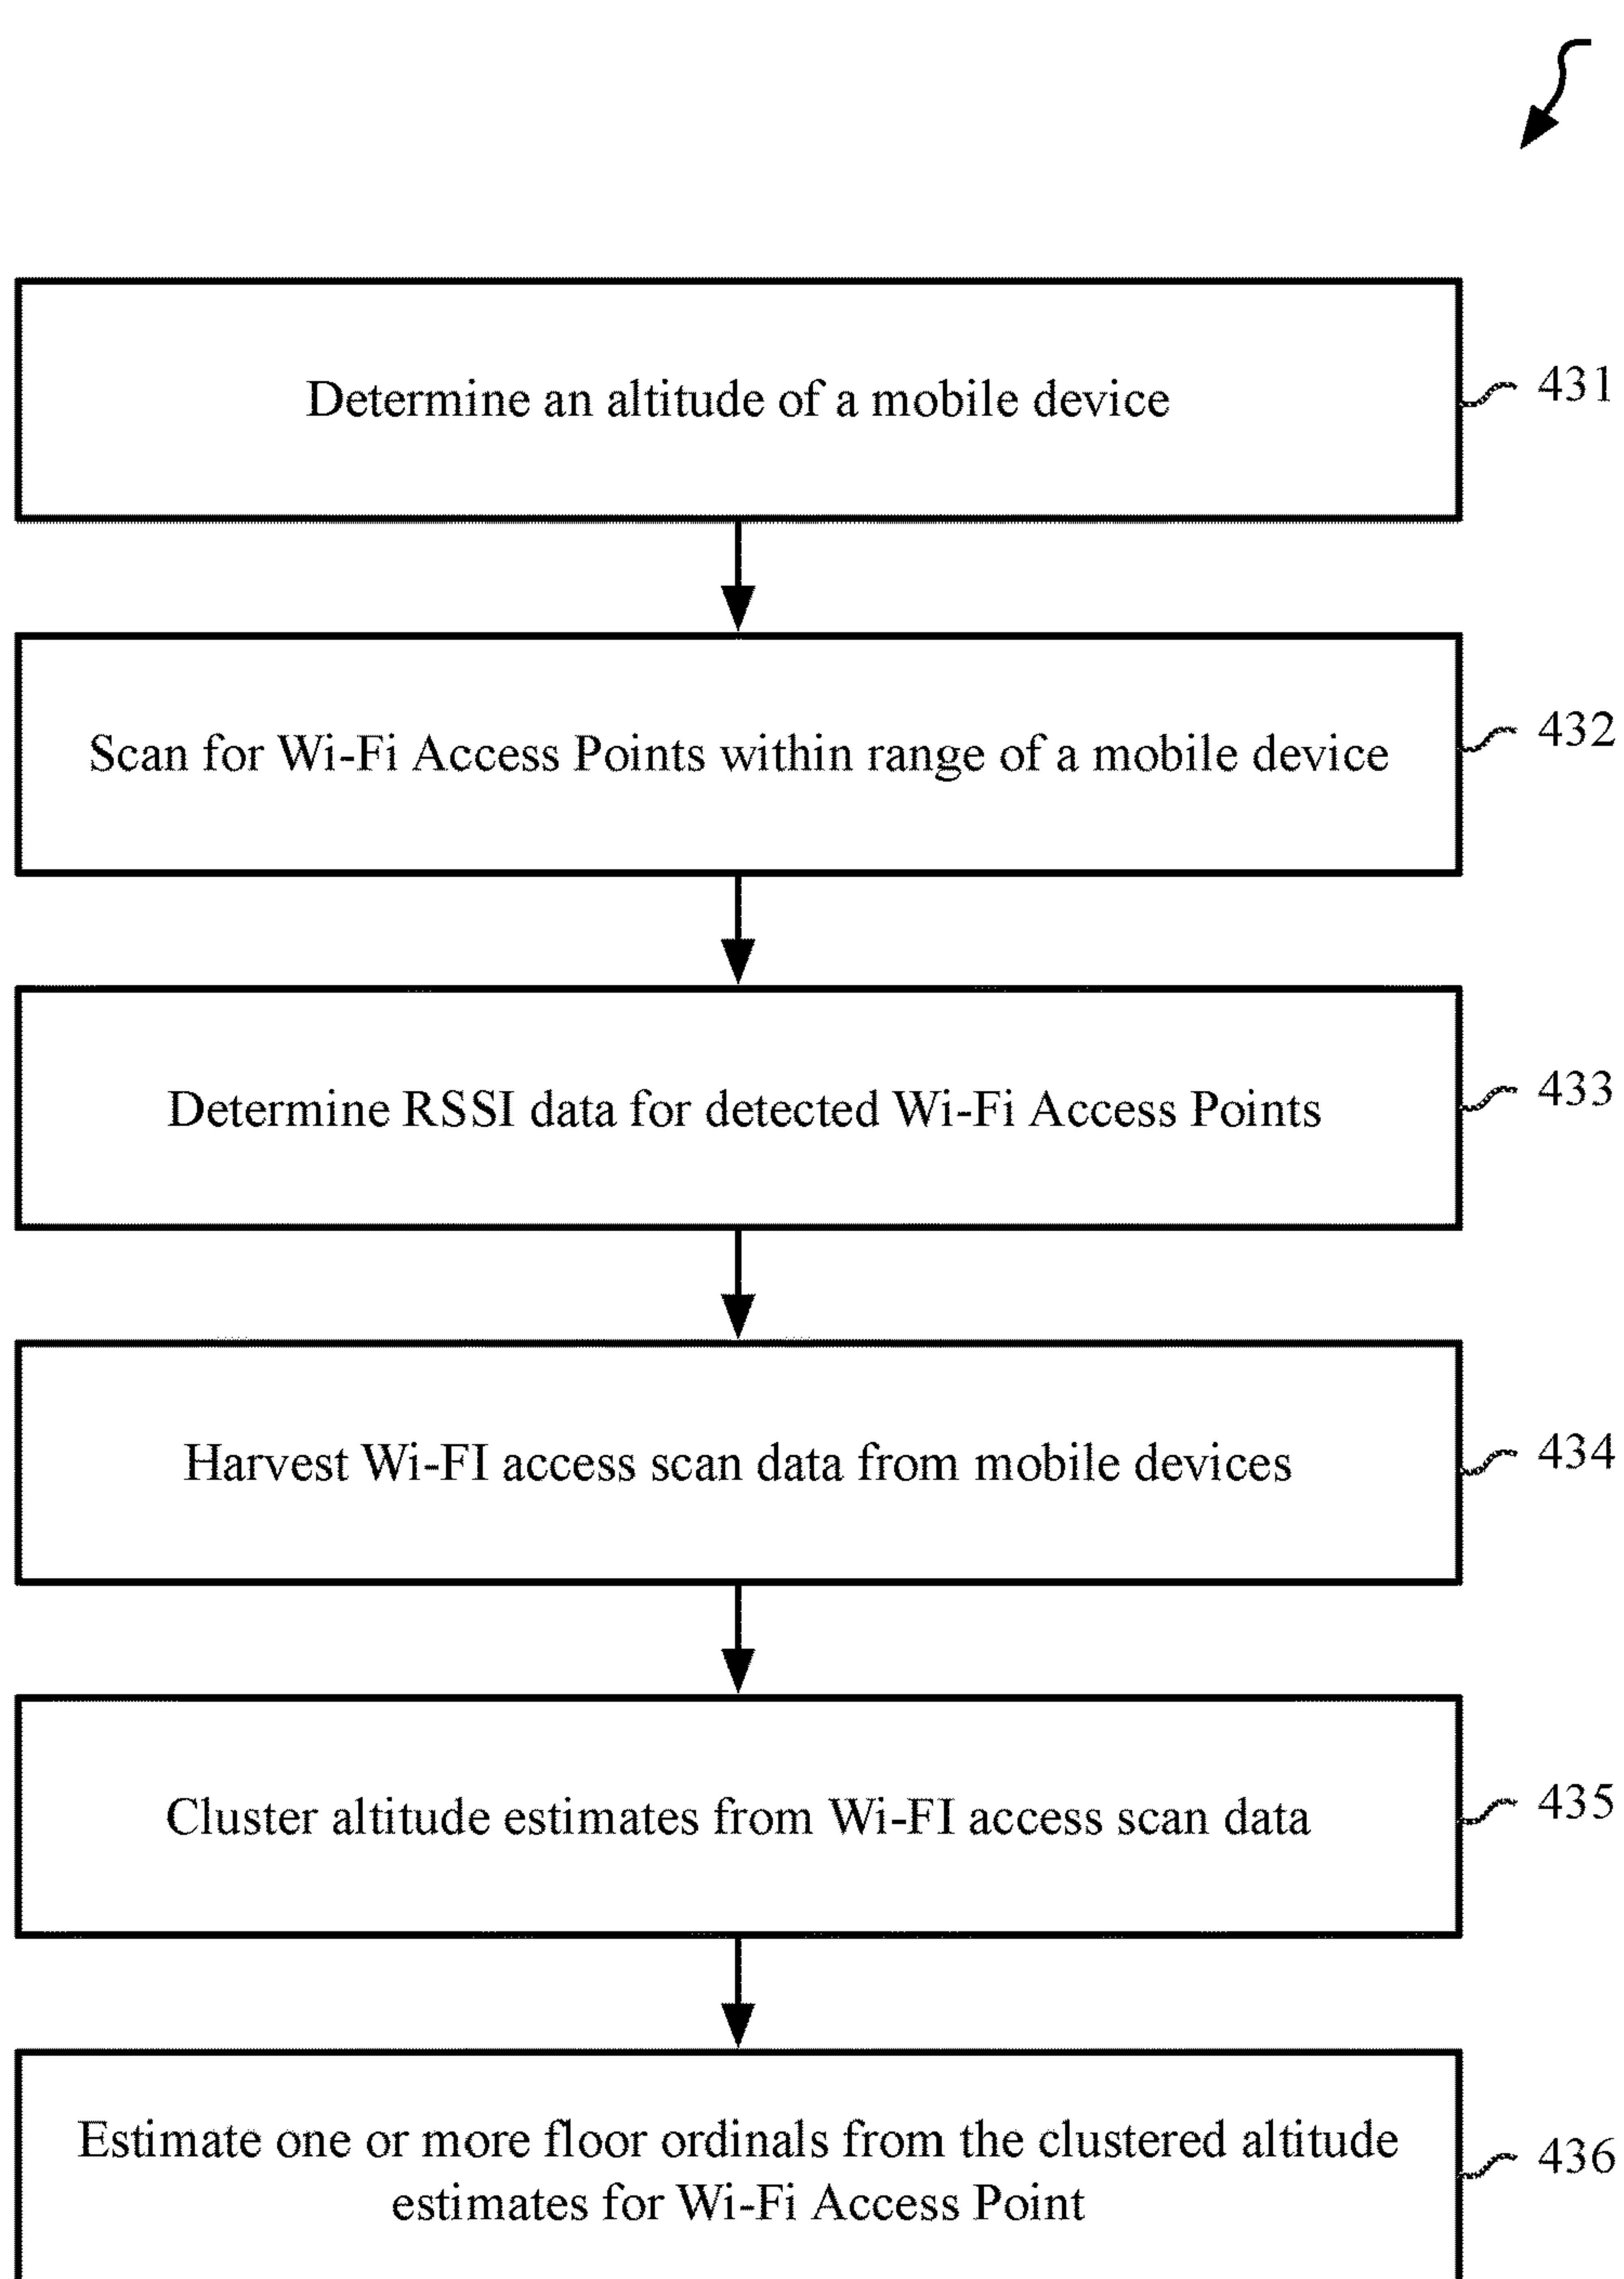 Determine an altitude of a mobile device
431
Scan for Wi-Fi Access Points within range of a mobile device
432
Determine RSSI data for detected Wi-Fi Access Points
433
Harvest Wi-FI access scan data from mobile devices
434
Cluster altitude estimates from Wi-FI access scan data
435
Estimate one or more floor ordinals from the clustered altitude
estimates for Wi-Fi Access Point
436